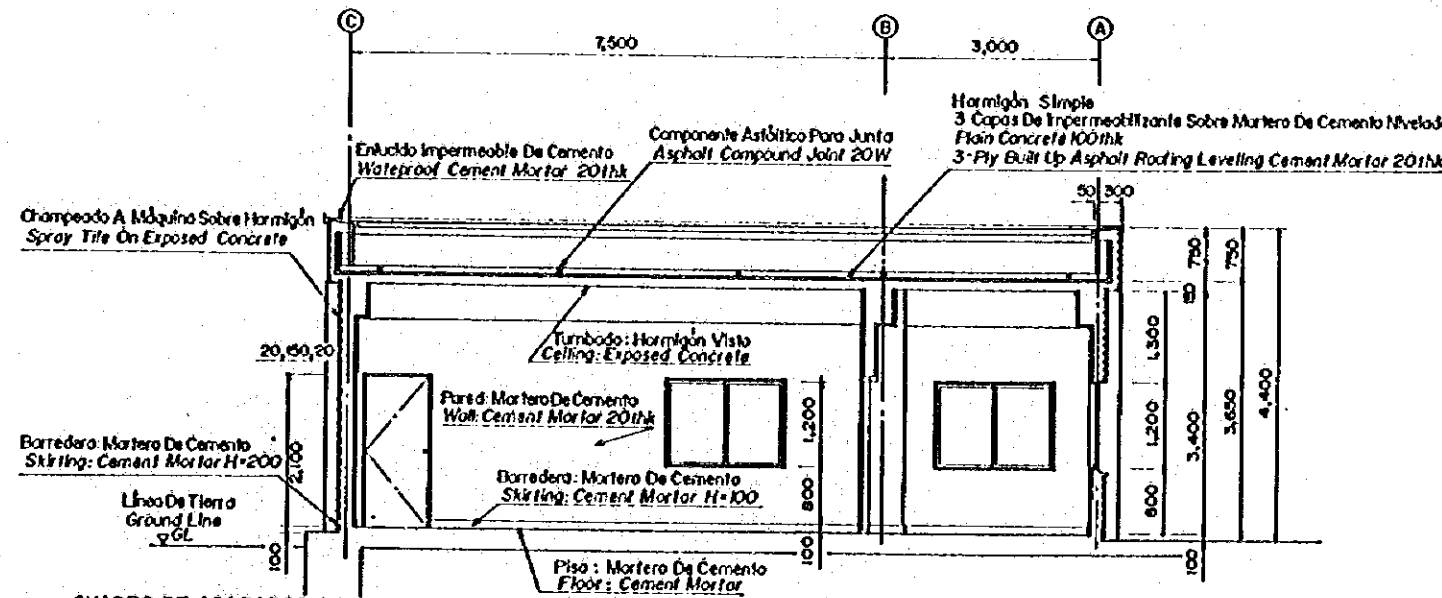 C
B
A
7,500
3,000
Hormigón Simple
3 Capas De Impermeabilizante Sobre Mortero De Cemento Nivelado
Plain Concrete 100thk
3-Ply Built Up Asphalt Roofing Leveling Cement Mortar 20thk
Componente Asfáltico Para Junta
Asphalt Compound Joint 20W
Enlucido Impermeable De Cemento
Wateproof Cement Mortar 20thk
50 300
Champeado A Máquina Sobre Hormigón
Spray Tile On Exposed Concrete
750
750
Tumbado: Hormigón Visto
Ceiling: Exposed Concrete
20,150,20
1,300
3,650
4,400
Pared: Mortero De Cemento
Wall: Cement Mortar 20thk
1,200
1,200
3,400
Barredera: Mortero De Cemento
Skirting: Cement Mortar H=200
2,100
Barredera: Mortero De Cemento
Skirting: Cement Mortar H=100
800
800
Línea De Tierra
Ground Line
GL
100
100
100
Piso: Mortero De Cemento
Floor: Cement Mortar